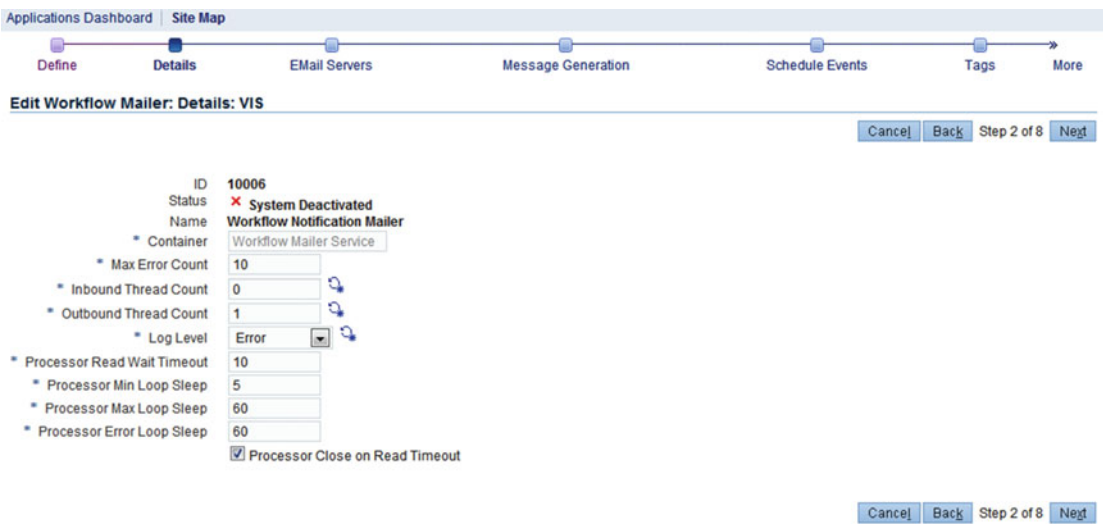 Applications Dashboard | Site Map
Define Details EMail Servers Message Generation Schedule Events Tags More
Edit Workflow Mailer: Details: VIS
Cancel Back Step 2 of 8 Next
ID 10006
Status System Deactivated
Name Workflow Notification Mailer
* Container Workflow Mailer Service
* Max Error Count 10
* Inbound Thread Count 0
* Outbound Thread Count 1
* Log Level Error
* Processor Read Wait Timeout 10
* Processor Min Loop Sleep 5
* Processor Max Loop Sleep 60
* Processor Error Loop Sleep 60
Processor Close on Read Timeout
Cancel Back Step 2 of 8 Next